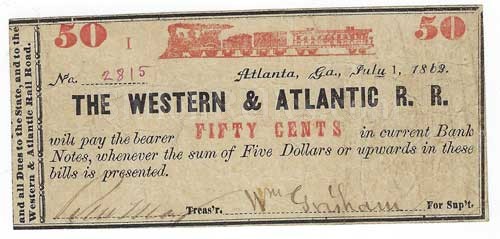 and all Dues to the State, and to the
Western & Atlantic Rail Road.
50 I 50
No. 2815 Atlanta, Ga., July 1, 1862.
THE WESTERN & ATLANTIC R. R.
will pay the bearer FIFTY CENTS in current Bank
Notes, whenever the sum of Five Dollars or upwards in these
bills is presented.
Treas'r. Wm Grisham For Sup't.